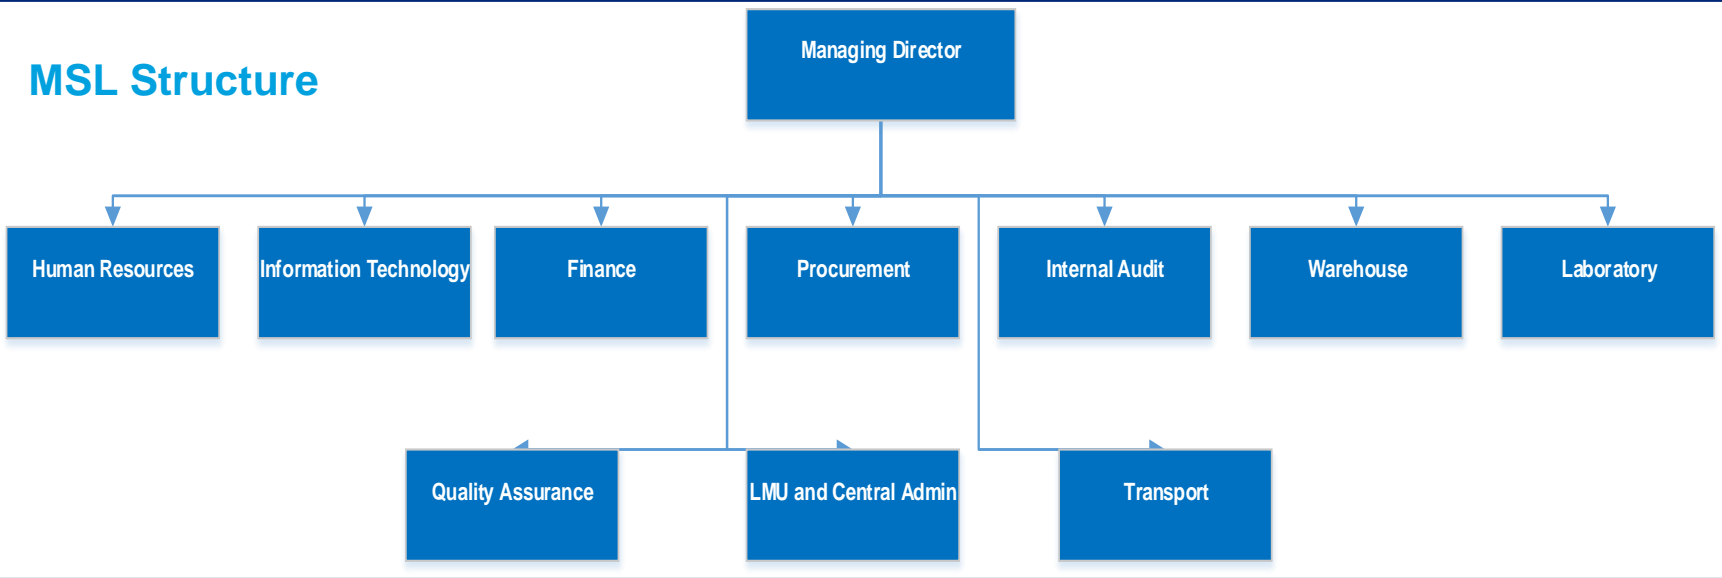 MSL Structure
Managing Director
Human Resources
Information Technology
Finance
Procurement
Internal Audit
Warehouse
Laboratory
Quality Assurance
LMU and Central Admin
Transport